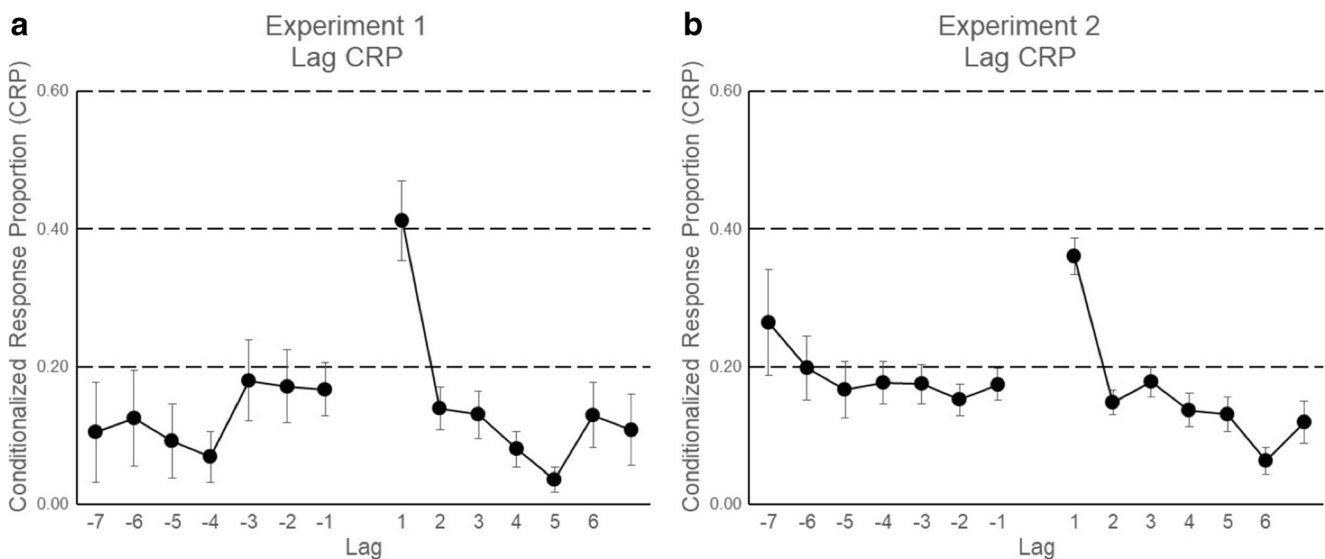 a
Experiment 1
Lag CRP
Conditionalized Response Proportion (CRP)
0.60
0.40
0.20
0.00
-7 -6 -5 -4 -3 -2 -1 1 2 3 4 5 6
Lag
b
Experiment 2
Lag CRP
Conditionalized Response Proportion (CRP)
0.60
0.40
0.20
0.00
-7 -6 -5 -4 -3 -2 -1 1 2 3 4 5 6
Lag